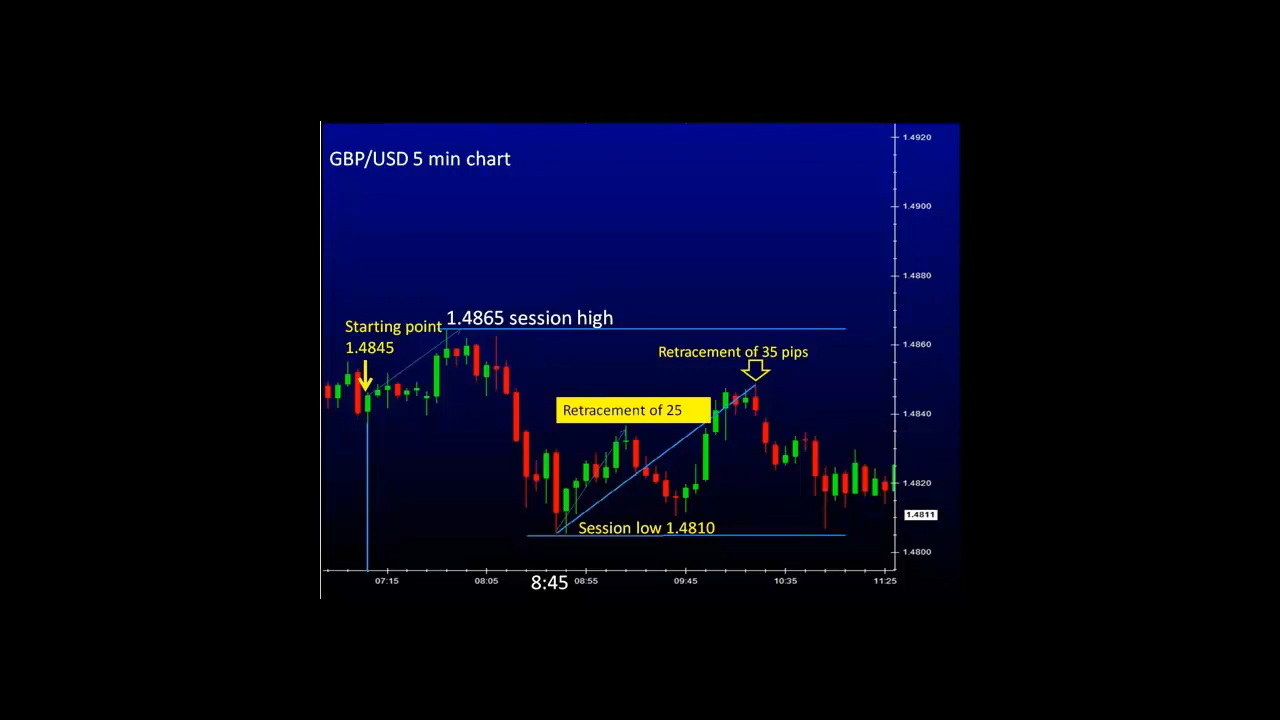 1.4920
GBP/USD 5 min chart
1.4900
1.4880
1.4865 session high
Starting point
1.4845
1.4860
Retracement of 35 pips
Retracement of 25
1.4840
1.4820
1.4811
Session low 1.4810
1.4800
07:15 08:05 8:45 08:55 09:45 10:35 11:25